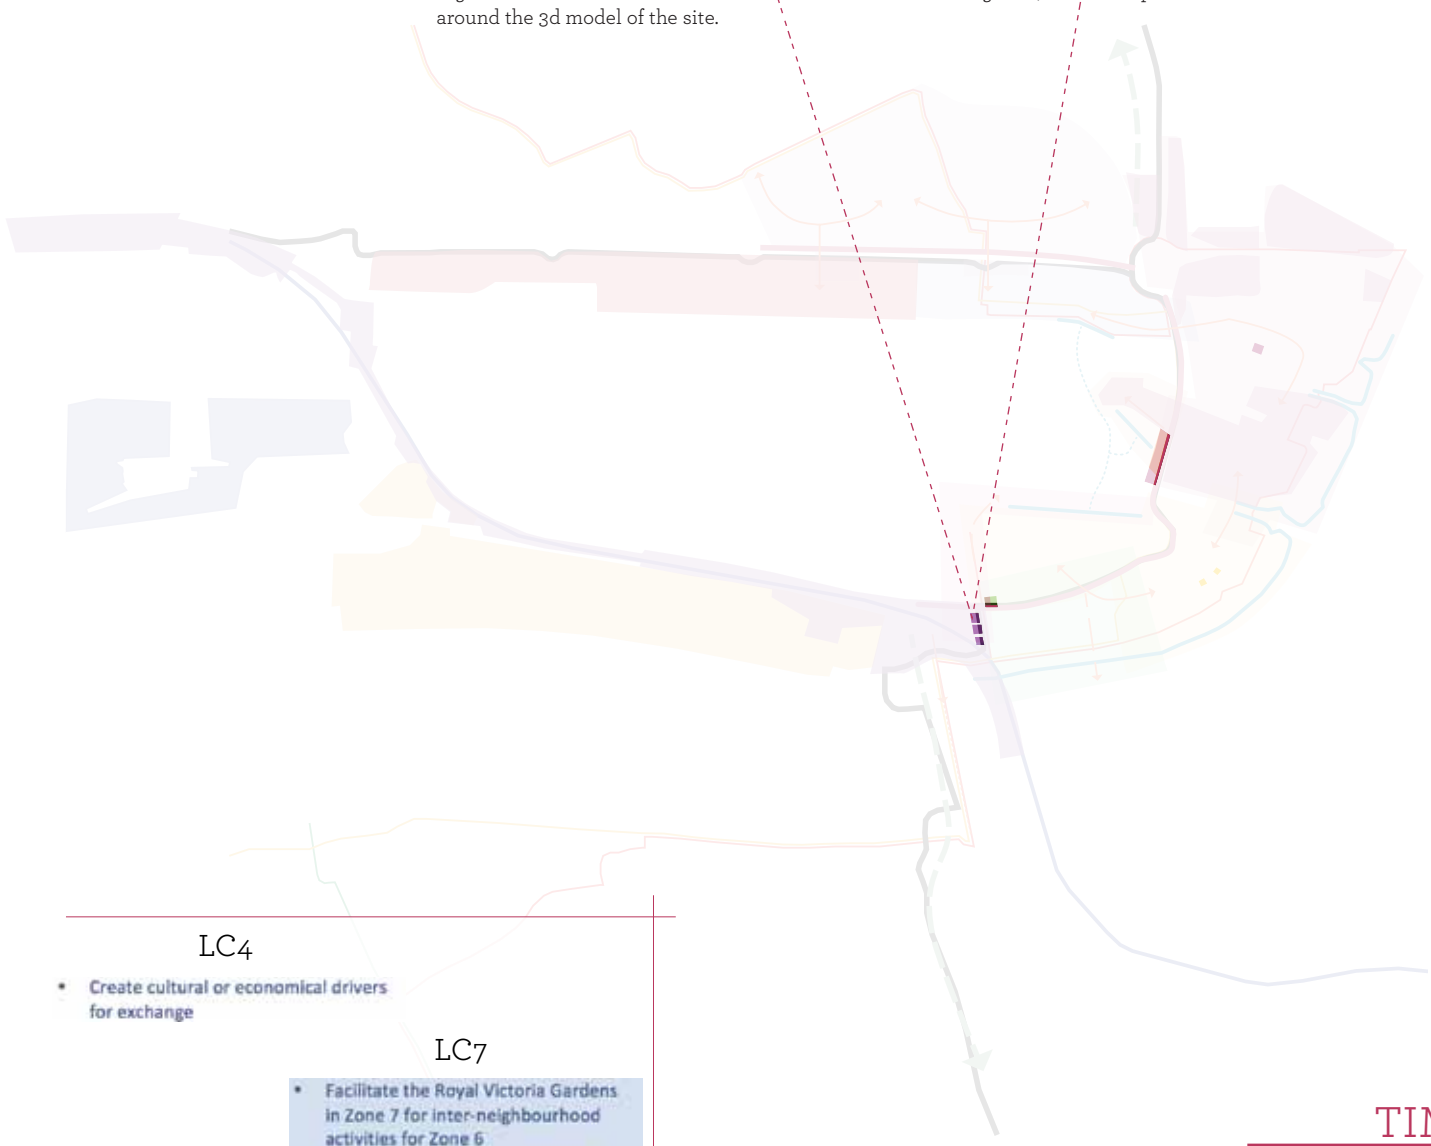 around the 3d model of the site.
LC4
• Create cultural or economical drivers
for exchange
LC7
• Facilitate the Royal Victoria Gardens
in Zone 7 for inter-neighbourhood
activities for Zone 6
TIM